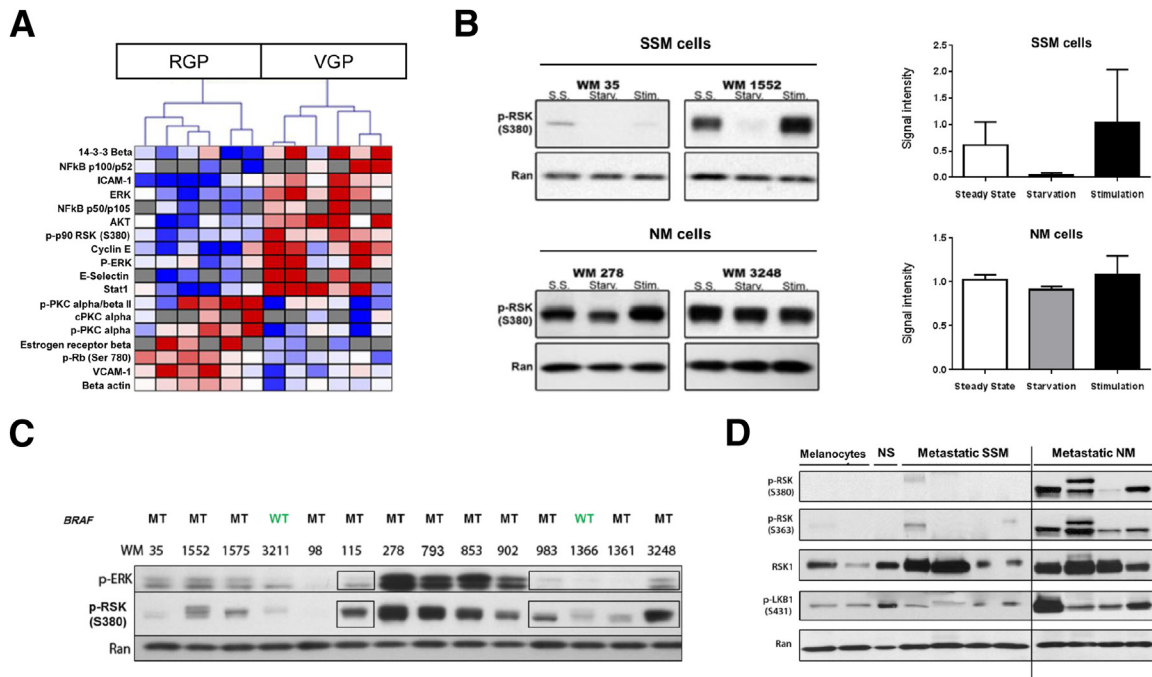 A
RGP VGP
14-3-3 Beta
NFkB p100/p52
ICAM-1
ERK
NFkB p50/p105
AKT
p-p90 RSK (S380)
Cyclin E
P-ERK
E-Selectin
Stat1
p-PKC alpha/beta II
cPKC alpha
p-PKC alpha
Estrogen receptor beta
p-Rb (Ser 780)
VCAM-1
Beta actin
B
SSM cells
WM 35 WM 1552
S.S. Starv. Stim. S.S. Starv. Stim.
p-RSK
(S380)
Ran
NM cells
WM 278 WM 3248
S.S. Starv. Stim. S.S. Starv. Stim.
p-RSK
(S380)
Ran
SSM cells
Signal intensity
2.5
2.0
1.5
1.0
0.5
0.0
Steady State Starvation Stimulation
NM cells
Signal intensity
1.5
1.0
0.5
0.0
Steady State Starvation Stimulation
C
BRAF MT MT MT WT MT MT MT MT MT MT MT WT MT MT
WM 35 1552 1575 3211 98 115 278 793 853 902 983 1366 1361 3248
p-ERK
p-RSK
(S380)
Ran
D
Melanocytes NS Metastatic SSM Metastatic NM
p-RSK
(S380)
p-RSK
(S363)
RSK1
p-LKB1
(S431)
Ran